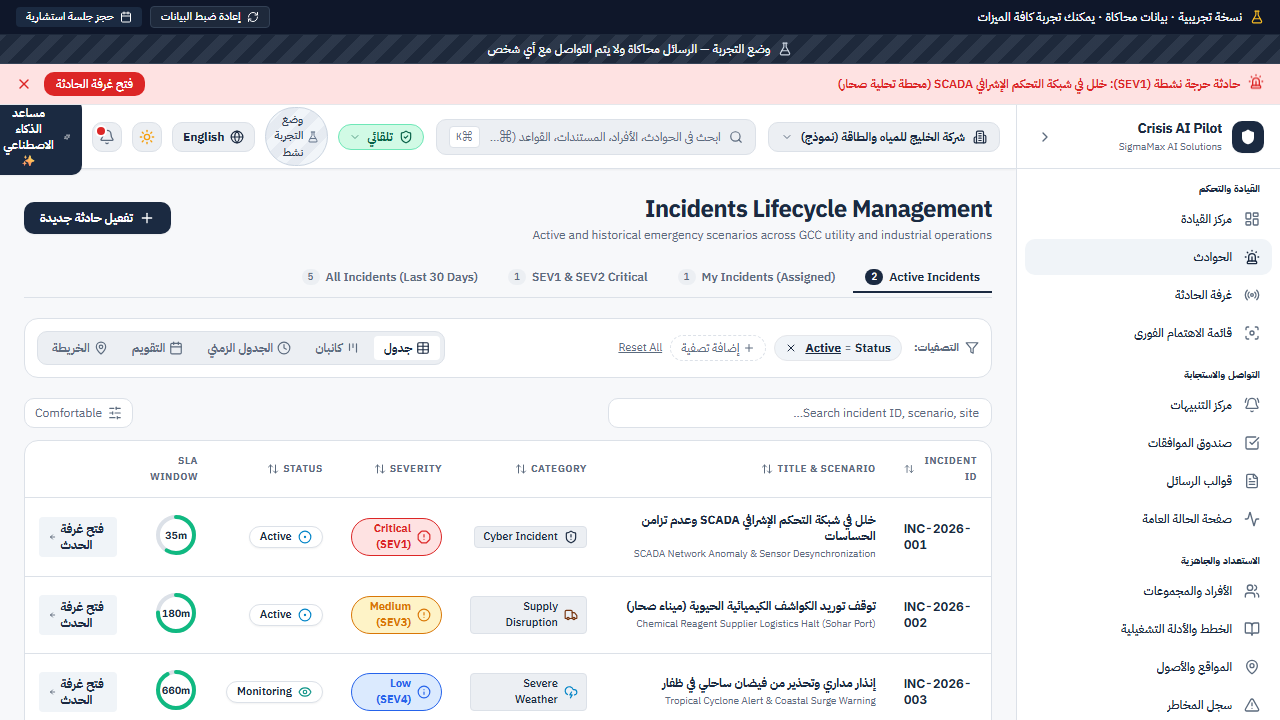 نسخة تجريبية · بيانات محاكاة · يمكنك تجربة كافة الميزات
إعادة ضبط البيانات
حجز جلسة استشارية
وضع التجربة — الرسائل محاكاة ولا يتم التواصل مع أي شخص
حادثة حرجة نشطة (SEV1): خلل في شبكة التحكم الإشرافي SCADA (محطة تحلية صحار)
فتح غرفة الحادثة
Crisis AI Pilot
SigmaMax AI Solutions
شركة الخليج للمياه والطاقة (نموذج)
ابحث في الحوادث، الأفراد، المستندات، القواعد (⌘...
⌘K
تلقائي
وضع
التجربة
نشط
English
مساعد
الذكاء
الاصطناعي
✨
القيادة والتحكم
مركز القيادة
الحوادث
غرفة الحادثة
قائمة الاهتمام الفوري
التواصل والاستجابة
مركز التنبيهات
صندوق الموافقات
قوالب الرسائل
صفحة الحالة العامة
الاستعداد والجاهزية
الأفراد والمجموعات
الخطط والأدلة التشغيلية
المواقع والأصول
سجل المخاطر
Incidents Lifecycle Management
Active and historical emergency scenarios across GCC utility and industrial operations
تفعيل حادثة جديدة
Active Incidents 2
My Incidents (Assigned) 1
SEV1 & SEV2 Critical 1
All Incidents (Last 30 Days) 5
التصفيات:
Status = Active
إضافة تصفية
Reset All
جدول
كانبان
الجدول الزمني
التقويم
الخريطة
Search incident ID, scenario, site...
Comfortable
INCIDENT
ID
TITLE & SCENARIO
CATEGORY
SEVERITY
STATUS
SLA
WINDOW
INC-2026-
001
خلل في شبكة التحكم الإشرافي SCADA وعدم تزامن
الحساسات
SCADA Network Anomaly & Sensor Desynchronization
Cyber Incident
Critical
(SEV1)
Active
35m
فتح غرفة
الحدث
INC-2026-
002
توقف توريد الكواشف الكيميائية الحيوية (ميناء صحار)
Chemical Reagent Supplier Logistics Halt (Sohar Port)
Supply
Disruption
Medium
(SEV3)
Active
180m
فتح غرفة
الحدث
INC-2026-
003
إنذار مداري وتحذير من فيضان ساحلي في ظفار
Tropical Cyclone Alert & Coastal Surge Warning
Severe
Weather
Low
(SEV4)
Monitoring
660m
فتح غرفة
الحدث